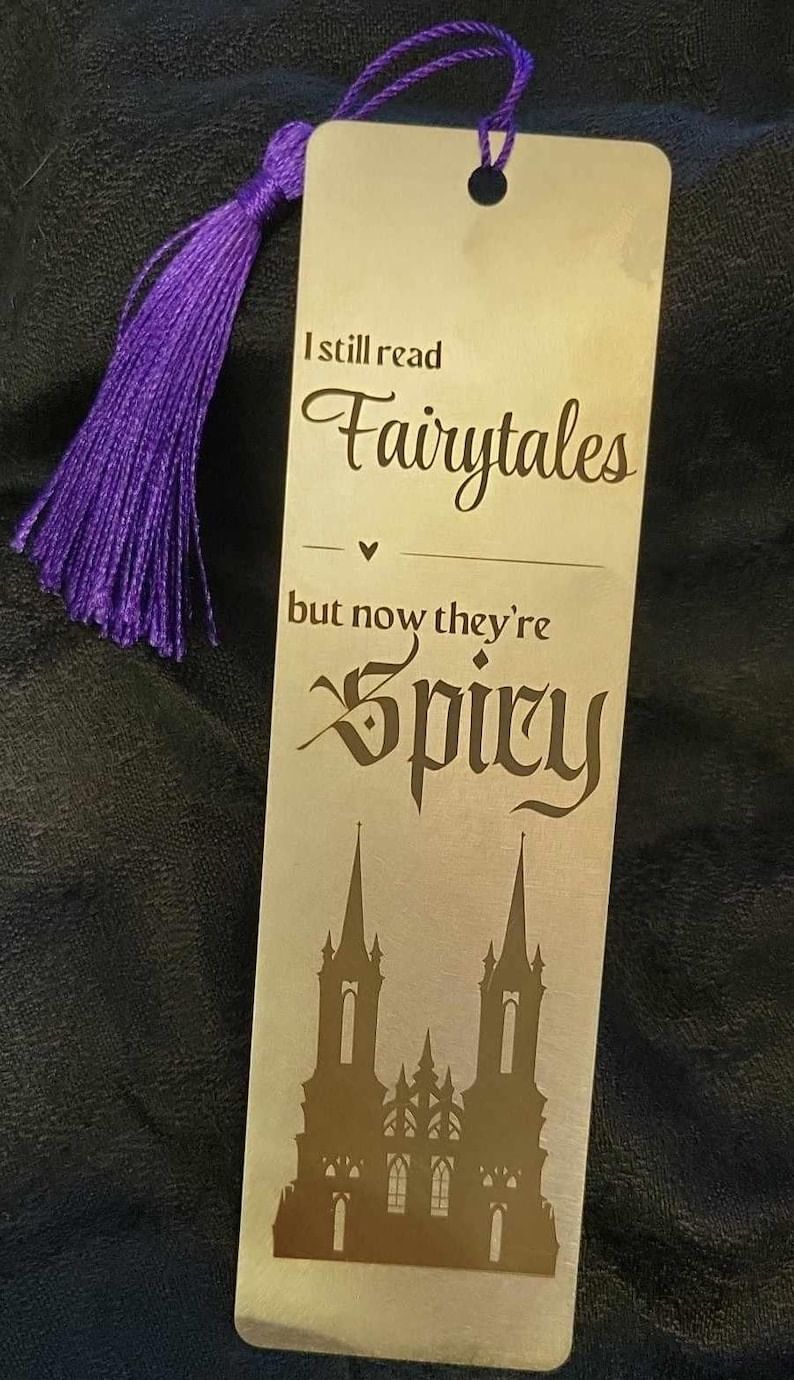 I still read
Fairytales
but now they're
Spicy